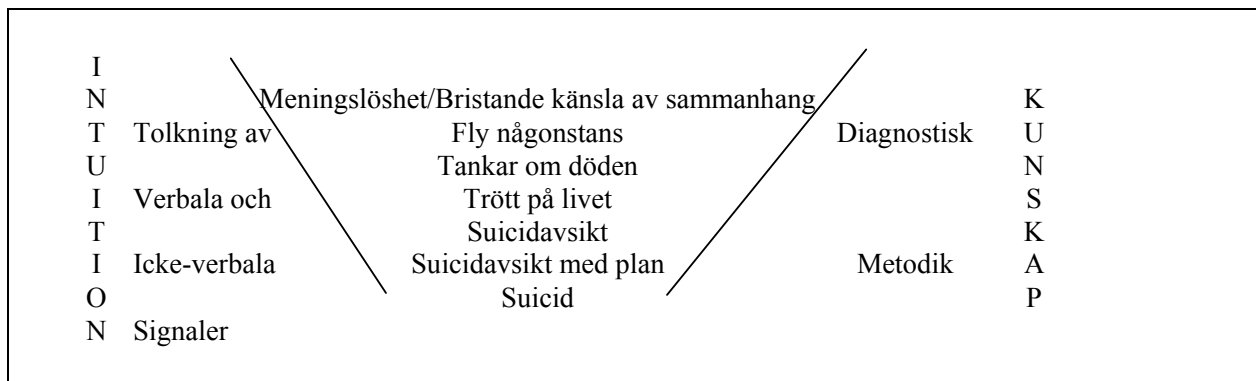 I
N Meningslöshet/Bristande känsla av sammanhang K
T Tolkning av Fly någonstans Diagnostisk U
U Tankar om döden N
I Verbala och Trött på livet S
T Suicidavsikt K
I Icke-verbala Suicidavsikt med plan Metodik A
O Suicid P
N Signaler